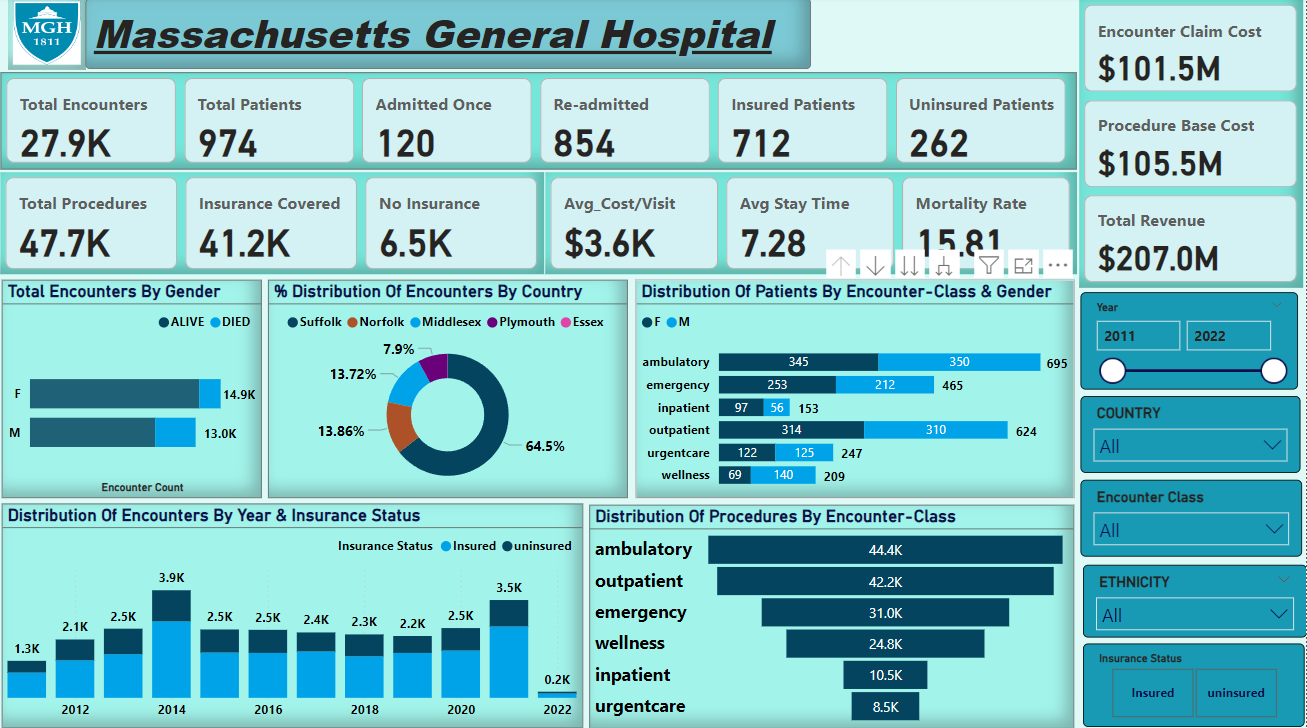 MGH
1811
Massachusetts General Hospital
Encounter Claim Cost
$101.5M
Total Encounters
27.9K
Total Patients
974
Admitted Once
120
Re-admitted
854
Insured Patients
712
Uninsured Patients
262
Procedure Base Cost
$105.5M
Total Procedures
47.7K
Insurance Covered
41.2K
No Insurance
6.5K
Avg_Cost/Visit
$3.6K
Avg Stay Time
7.28
Mortality Rate
15.81
Total Revenue
$207.0M
Total Encounters By Gender
ALIVE DIED
F 14.9K
M 13.0K
Encounter Count
% Distribution Of Encounters By Country
Suffolk Norfolk Middlesex Plymouth Essex
7.9%
13.72%
13.86%
64.5%
Distribution Of Patients By Encounter-Class & Gender
F M
ambulatory 345 350 695
emergency 253 212 465
inpatient 97 56 153
outpatient 314 310 624
urgentcare 122 125 247
wellness 69 140 209
Year
2011 2022
COUNTRY
All
Encounter Class
All
ETHNICITY
All
Insurance Status
Insured uninsured
Distribution Of Encounters By Year & Insurance Status
Insurance Status Insured uninsured
1.3K 2.1K 2.5K 3.9K 2.5K 2.5K 2.4K 2.3K 2.2K 2.5K 3.5K 0.2K
2012 2014 2016 2018 2020 2022
Distribution Of Procedures By Encounter-Class
ambulatory 44.4K
outpatient 42.2K
emergency 31.0K
wellness 24.8K
inpatient 10.5K
urgentcare 8.5K